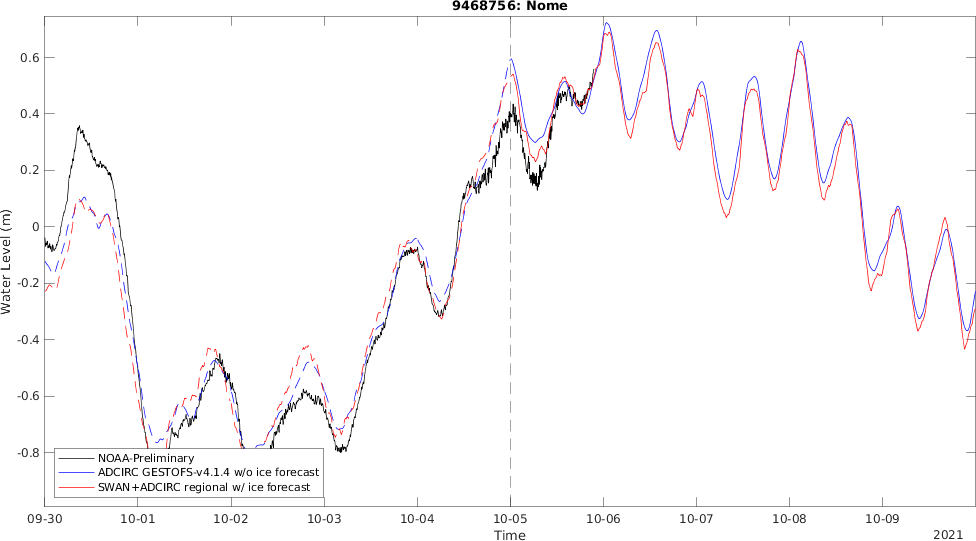 9468756: Nome
Water Level (m)
0.6
0.4
0.2
0
-0.2
-0.4
-0.6
-0.8
NOAA-Preliminary
ADCIRC GESTOFS-v4.1.4 w/o ice forecast
SWAN+ADCIRC regional w/ ice forecast
09-30 10-01 10-02 10-03 10-04 10-05 10-06 10-07 10-08 10-09
Time
2021